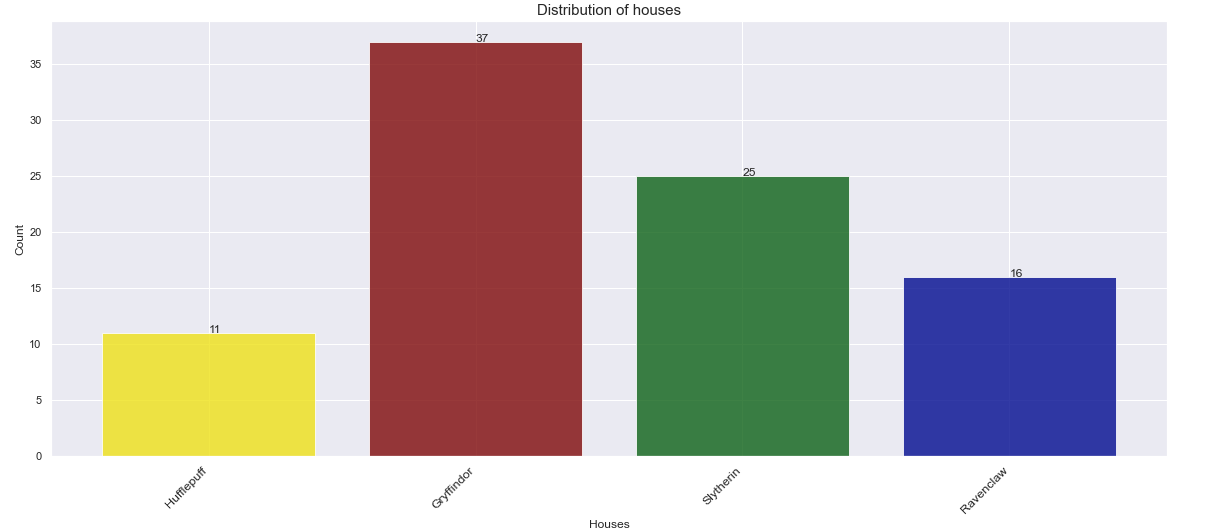 Distribution of houses
37
35
30
25
25
20
Count
16
15
11
10
5
0
Hufflepuff
Gryffindor
Slytherin
Ravenclaw
Houses